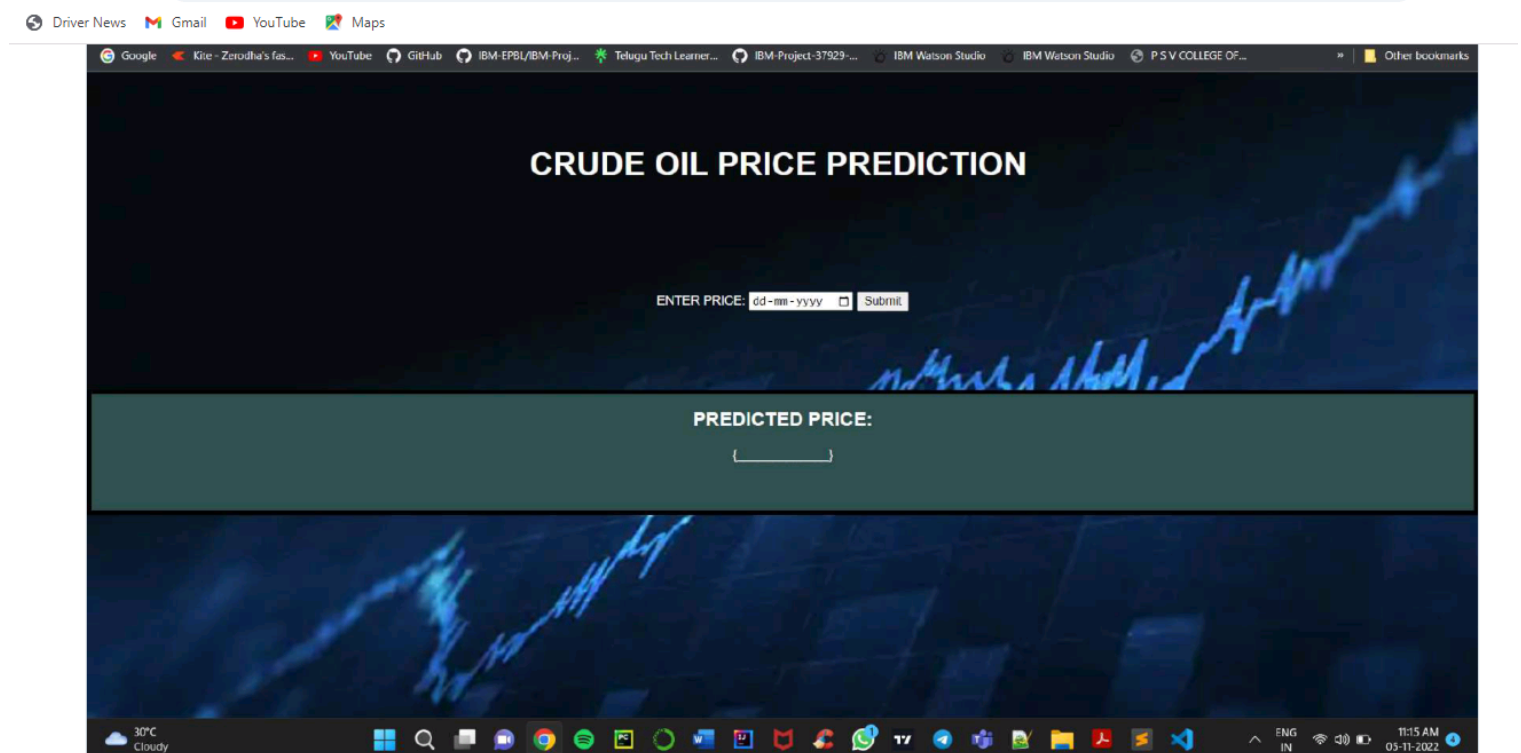 Driver News Gmail YouTube Maps
Google Kite - Zerodha's fas... YouTube GitHub IBM-EPBL/IBM-Proj... Telugu Tech Learner... IBM-Project-37929-... IBM Watson Studio IBM Watson Studio P S V COLLEGE OF... » Other bookmarks
CRUDE OIL PRICE PREDICTION
ENTER PRICE: dd-mm-yyyy Submit
PREDICTED PRICE:
{____________}
30°C
Cloudy
ENG
IN
11:15 AM
05-11-2022